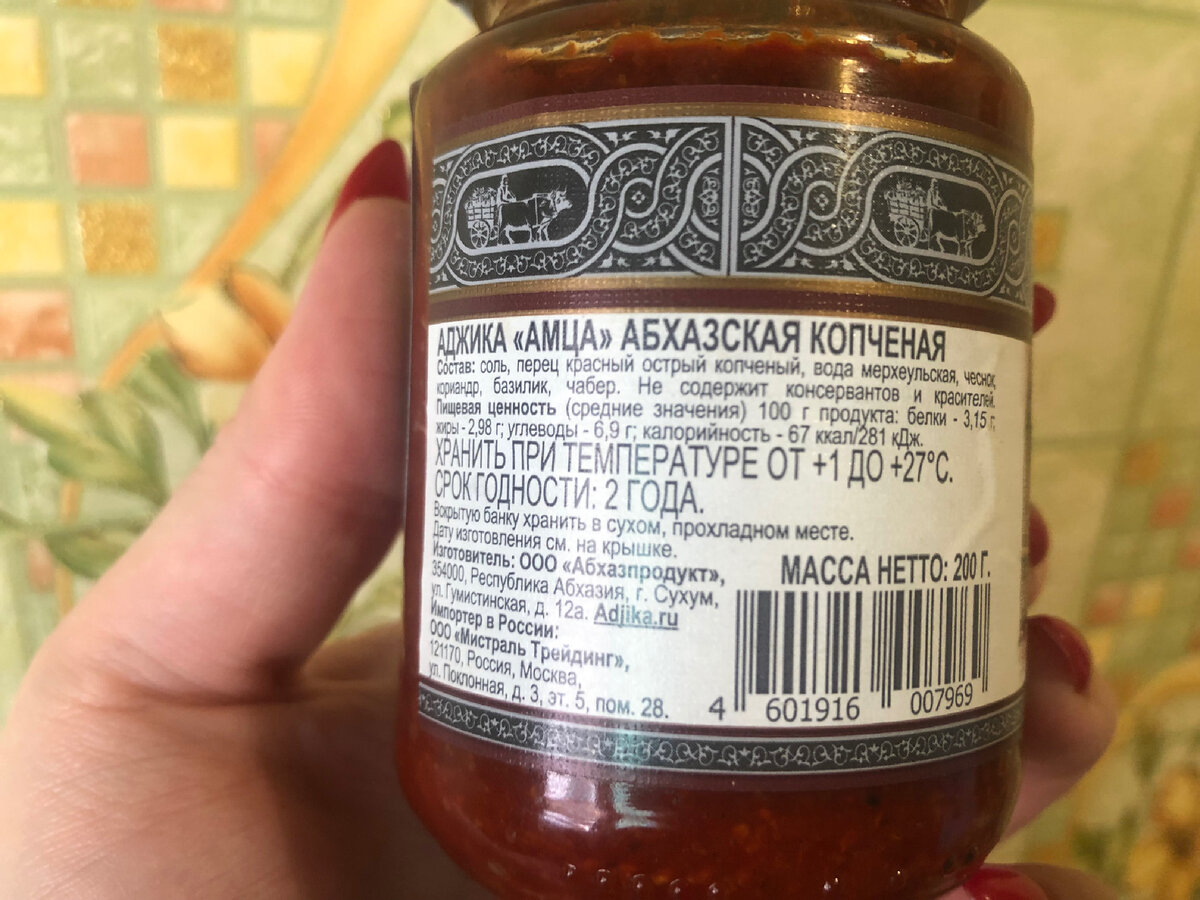 АДЖИКА «АМЦА» АБХАЗСКАЯ КОПЧЕНАЯ
Состав: соль, перец красный острый копченый, вода мерхеульская, чеснок,
кориандр, базилик, чабер. Не содержит консервантов и красителей.
Пищевая ценность (средние значения) 100 г продукта: белки - 3,15 г;
жиры - 2,98 г; углеводы - 6,9 г; калорийность - 67 ккал/281 кДж.
ХРАНИТЬ ПРИ ТЕМПЕРАТУРЕ ОТ +1 ДО +27°С.
СРОК ГОДНОСТИ: 2 ГОДА.
Вскрытую банку хранить в сухом, прохладном месте.
Дату изготовления см. на крышке.
Изготовитель: ООО «Абхазпродукт»,
354000, Республика Абхазия, г. Сухум,
ул. Гумистинская, д. 12а. Adjika.ru
Импортер в России:
ООО «Мистраль Трейдинг»,
121170, Россия, Москва,
ул. Поклонная, д. 3, эт. 5, пом. 28.
МАССА НЕТТО: 200 Г.
4 601916 007969